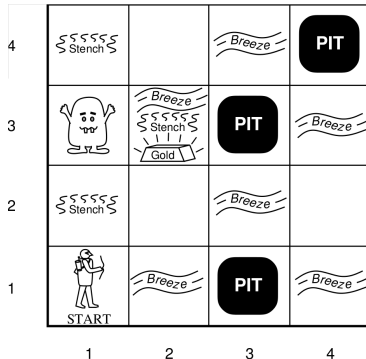 4
Stench
Breeze
PIT
3
Breeze
Stench
Gold
PIT
Breeze
2
Stench
Breeze
1
START
Breeze
PIT
Breeze
1 2 3 4